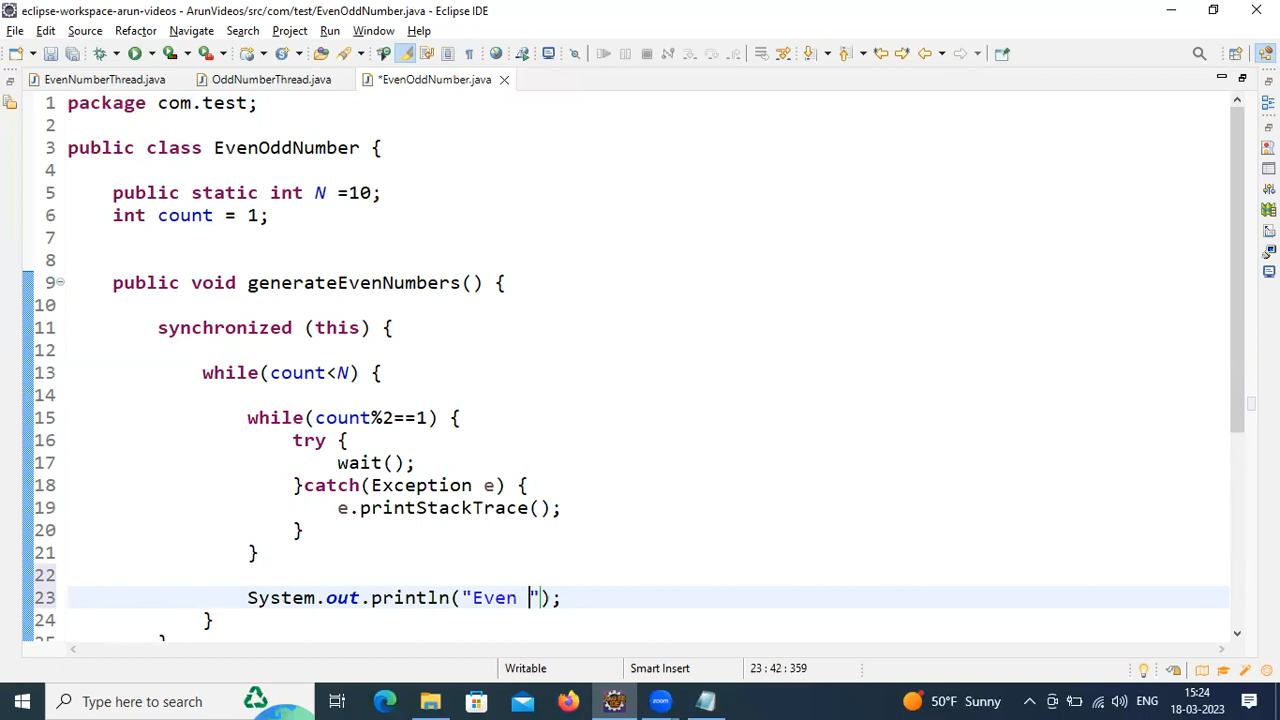 eclipse-workspace-arun-videos - ArunVideos/src/com/test/EvenOddNumber.java - Eclipse IDE
File Edit Source Refactor Navigate Search Project Run Window Help
EvenNumberThread.java OddNumberThread.java *EvenOddNumber.java
1 package com.test;
2
3 public class EvenOddNumber {
4
5 public static int N =10;
6 int count = 1;
7
8
9 public void generateEvenNumbers() {
10
11 synchronized (this) {
12
13 while(count<N) {
14
15 while(count%2==1) {
16 try {
17 wait();
18 }catch(Exception e) {
19 e.printStackTrace();
20 }
21 }
22
23 System.out.println("Even ");
24 }
25 }
Writable Smart Insert 23 : 42 : 359
Type here to search zoom 50°F Sunny ENG 15:24
18-03-2023